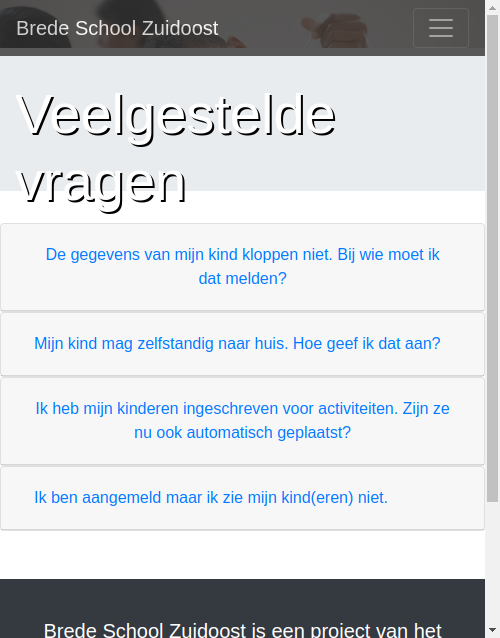 Brede School Zuidoost
Veelgestelde
vragen
De gegevens van mijn kind kloppen niet. Bij wie moet ik
dat melden?
Mijn kind mag zelfstandig naar huis. Hoe geef ik dat aan?
Ik heb mijn kinderen ingeschreven voor activiteiten. Zijn ze
nu ook automatisch geplaatst?
Ik ben aangemeld maar ik zie mijn kind(eren) niet.
Brede School Zuidoost is een project van het